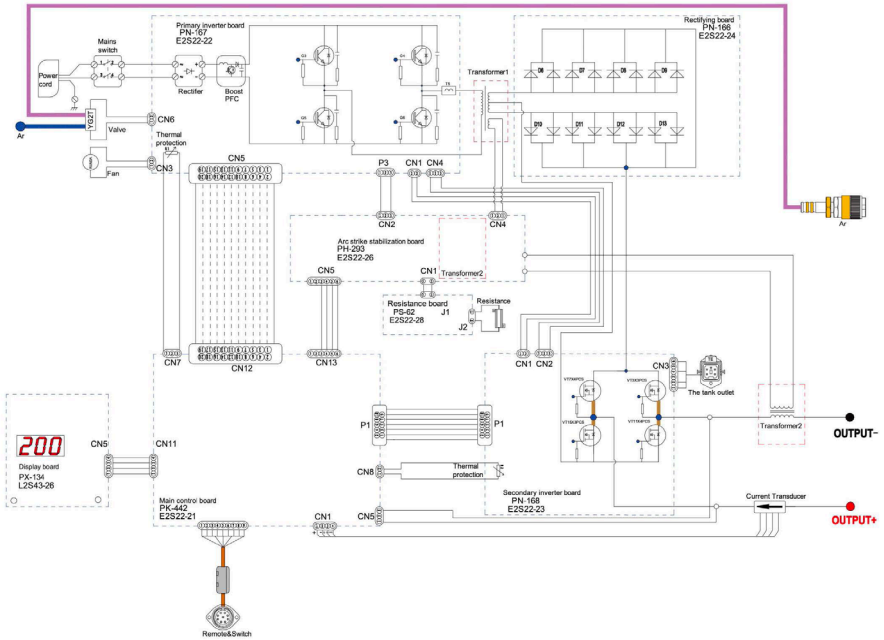 Primary inverter board
PN-167
E2S22-22
Rectifying board
PN-166
E2S22-24
Mains
switch
Power
cord
Rectifer
Boost
PFC
Transformer1
D8
D7
D8
D10
D11
D12
D13
YG2T
Valve
CN6
Ar
Thermal
protection
Fan
CN3
CN5
P3
CN1
CN4
CN2
CN4
Ar
Arc strike stabilization board
PH-293
E2S22-26
Transformer2
CN5
CN1
Resistance board
PS-62
E2S22-28
J1
J2
Resistance
CN7
CN12
CN13
CN1
CN2
CN3
The tank outlet
200
Display board
PX-134
L2S43-26
CN5
CN11
P1
P1
Transformer2
OUTPUT-
CN8
Thermal
protection
Main control board
PK-442
E2S22-21
CN1
CN5
Secondary inverter board
PN-168
E2S22-23
Current Transducer
OUTPUT+
Remote&Switch